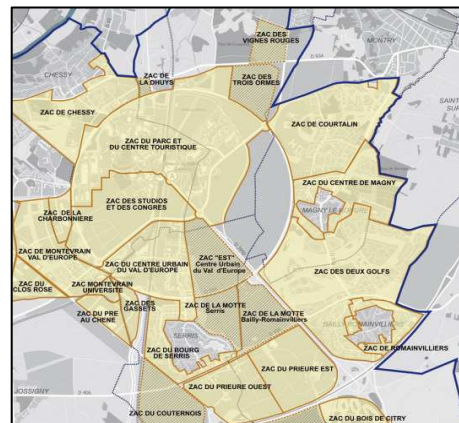 ZAC DES
VIGNES ROUGES
MONTRY
CHESSY
ZAC DE
LA DHUYS
ZAC DES
TROIS ORMES
ZAC DE CHESSY
ZAC DE COURTALIN
ZAC DU PARC ET
DU CENTRE TOURISTIQUE
ZAC DU CENTRE DE MAGNY
ZAC DES STUDIOS
ET DES CONGRES
ZAC DE LA
CHARBONNIERE
ZAC DE MONTEVRAIN
VAL D'EUROPE
ZAC DU CENTRE URBAIN
DU VAL D'EUROPE
ZAC "EST"
Centre Urbain
du Val d'Europe
ZAC DES DEUX GOLFS
ZAC DU
CLOS ROSE
ZAC MONTEVRAIN
UNIVERSITE
ZAC DES
GASSETS
ZAC DE LA MOTTE
Serris
ZAC DE LA MOTTE
Bailly-Romainvilliers
ZAC DU PRE
AU CHENE
SERRIS
ZAC DU BOURG
DE SERRIS
ZAC DE ROMAINVILLIERS
ZAC DU PRIEURE EST
ZAC DU PRIEURE OUEST
JOSSIGNY
ZAC DU COUTERNOIS
ZAC DU BOIS DE CITRY